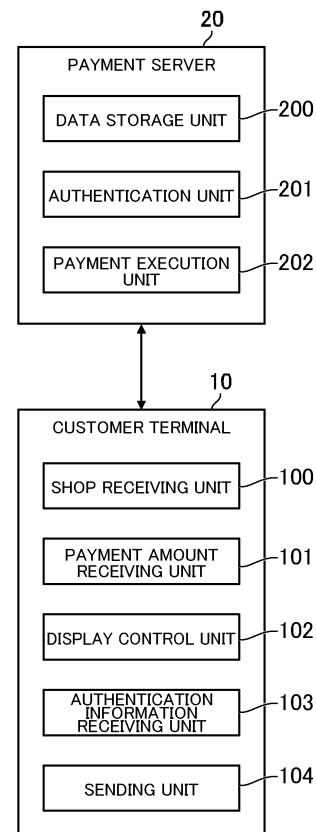 20
PAYMENT SERVER
DATA STORAGE UNIT
200
AUTHENTICATION UNIT
201
PAYMENT EXECUTION
UNIT
202
10
CUSTOMER TERMINAL
SHOP RECEIVING UNIT
100
PAYMENT AMOUNT
RECEIVING UNIT
101
DISPLAY CONTROL UNIT
102
AUTHENTICATION
INFORMATION
RECEIVING UNIT
103
SENDING UNIT
104